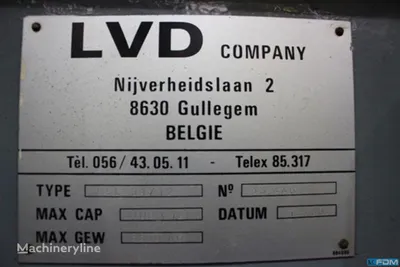 LVD COMPANY
Nijverheidslaan 2
8630 Gullegem
BELGIE
Tèl. 056/43.05.11 - Telex 85.317
TYPE Nº
MAX CAP DATUM
MAX GEW
Machineryline
FDM